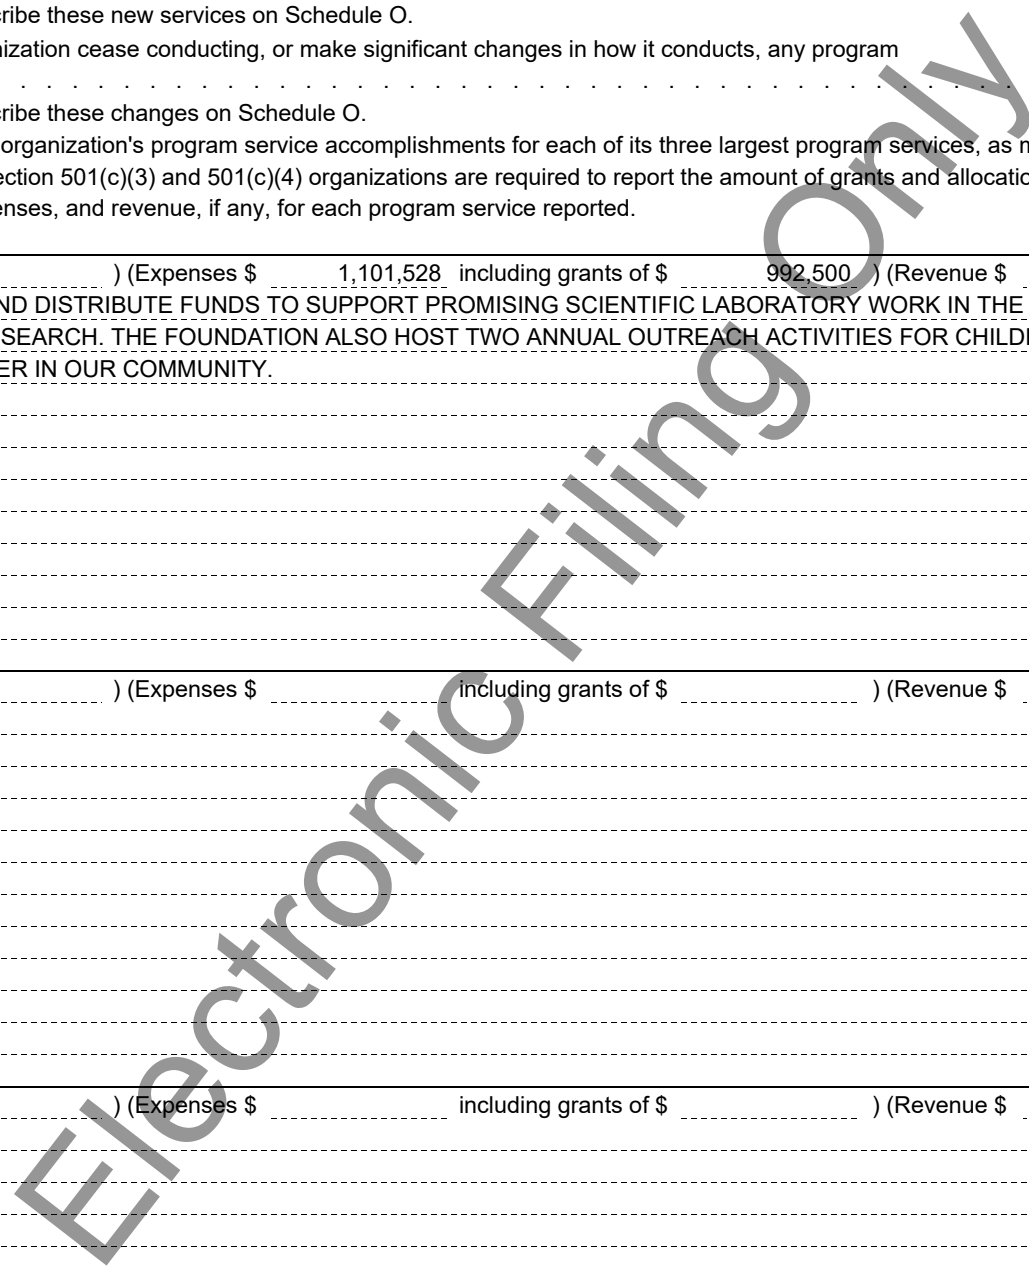 ribe these new services on Schedule O.
ization cease conducting, or make significant changes in how it conducts, any program
. . . . . . . . . . . . . . . . . . . . . . . . . . . . . . . . . . . . . . .
ribe these changes on Schedule O.
organization's program service accomplishments for each of its three largest program services, as m
ection 501(c)(3) and 501(c)(4) organizations are required to report the amount of grants and allocatio
enses, and revenue, if any, for each program service reported.
) (Expenses $ 1,101,528 including grants of $ 992,500 ) (Revenue $
ND DISTRIBUTE FUNDS TO SUPPORT PROMISING SCIENTIFIC LABORATORY WORK IN THE
SEARCH. THE FOUNDATION ALSO HOST TWO ANNUAL OUTREACH ACTIVITIES FOR CHILD
ER IN OUR COMMUNITY.
) (Expenses $ including grants of $ ) (Revenue $
) (Expenses $ including grants of $ ) (Revenue $
Electronic Filing Only